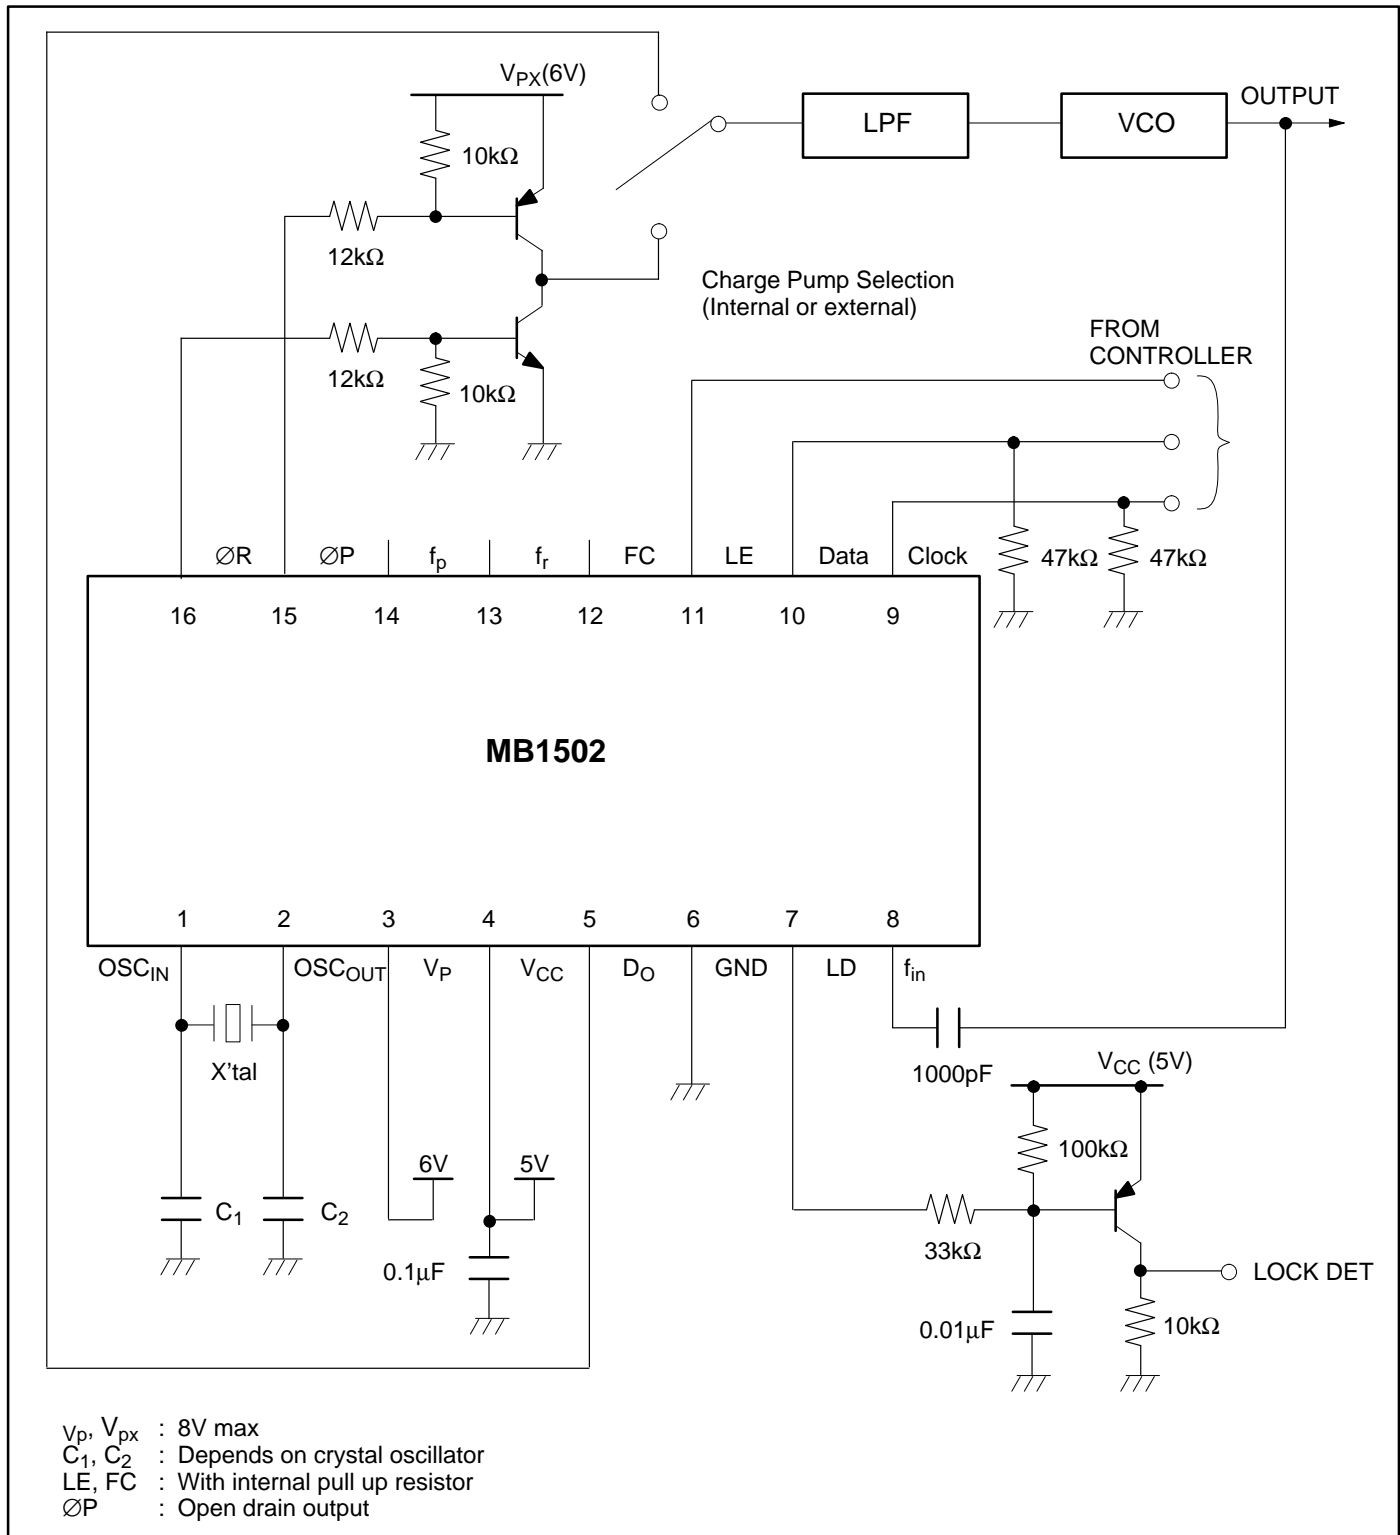 V_PX(6V)
OUTPUT
LPF
VCO
10kΩ
12kΩ
Charge Pump Selection
(Internal or external)
12kΩ
10kΩ
FROM
CONTROLLER
47kΩ
47kΩ
∅R
∅P
f_p
f_r
FC
LE
Data
Clock
16
15
14
13
12
11
10
9
MB1502
1
2
3
4
5
6
7
8
OSC_IN
OSC_OUT
V_P
V_CC
D_O
GND
LD
f_in
X'tal
1000pF
V_CC (5V)
100kΩ
6V
5V
C_1
C_2
33kΩ
0.1μF
LOCK DET
0.01μF
10kΩ
V_p, V_px : 8V max
C_1, C_2 : Depends on crystal oscillator
LE, FC : With internal pull up resistor
∅P : Open drain output